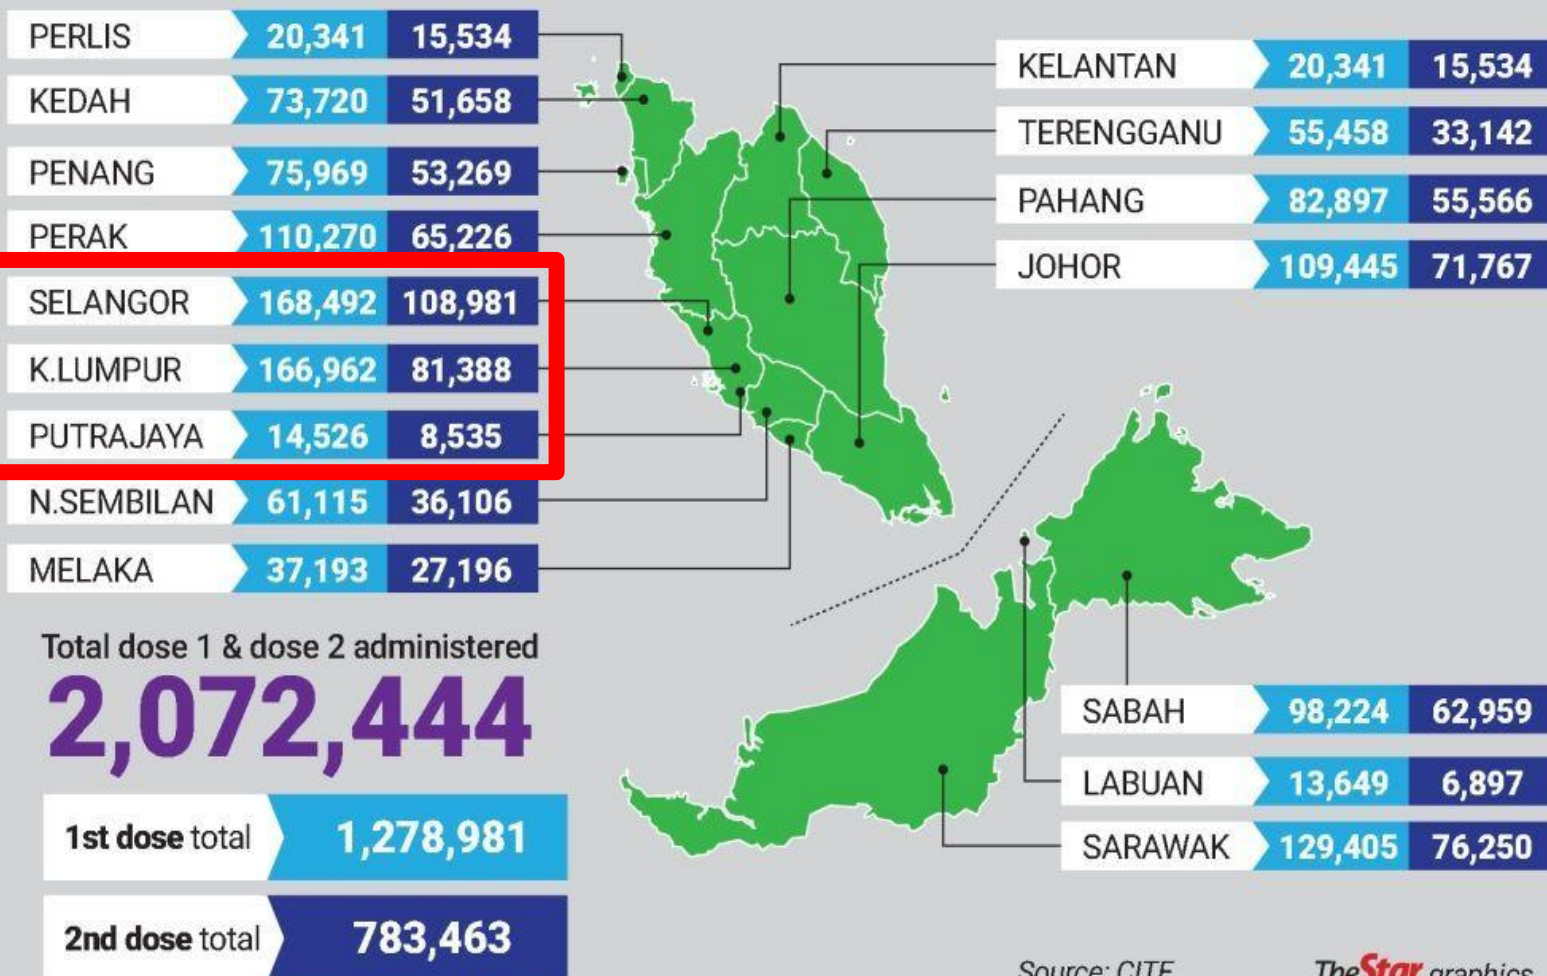 PERLIS 20,341 15,534
KEDAH 73,720 51,658
PENANG 75,969 53,269
PERAK 110,270 65,226
SELANGOR 168,492 108,981
K.LUMPUR 166,962 81,388
PUTRAJAYA 14,526 8,535
N.SEMBILAN 61,115 36,106
MELAKA 37,193 27,196
KELANTAN 20,341 15,534
TERENGGANU 55,458 33,142
PAHANG 82,897 55,566
JOHOR 109,445 71,767
Total dose 1 & dose 2 administered
2,072,444
1st dose total 1,278,981
2nd dose total 783,463
SABAH 98,224 62,959
LABUAN 13,649 6,897
SARAWAK 129,405 76,250
Source: CITF
TheStar graphics